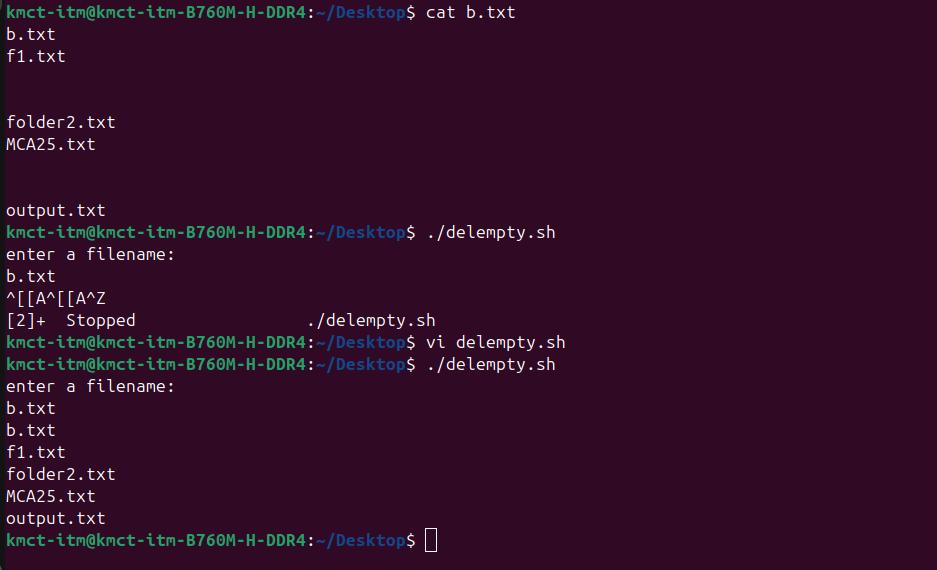 kmct-itm@kmct-itm-B760M-H-DDR4:~/Desktop$ cat b.txt
b.txt
f1.txt
folder2.txt
MCA25.txt
output.txt
kmct-itm@kmct-itm-B760M-H-DDR4:~/Desktop$ ./delempty.sh
enter a filename:
b.txt
^[[A^[[A^Z
[2]+  Stopped                 ./delempty.sh
kmct-itm@kmct-itm-B760M-H-DDR4:~/Desktop$ vi delempty.sh
kmct-itm@kmct-itm-B760M-H-DDR4:~/Desktop$ ./delempty.sh
enter a filename:
b.txt
b.txt
f1.txt
folder2.txt
MCA25.txt
output.txt
kmct-itm@kmct-itm-B760M-H-DDR4:~/Desktop$